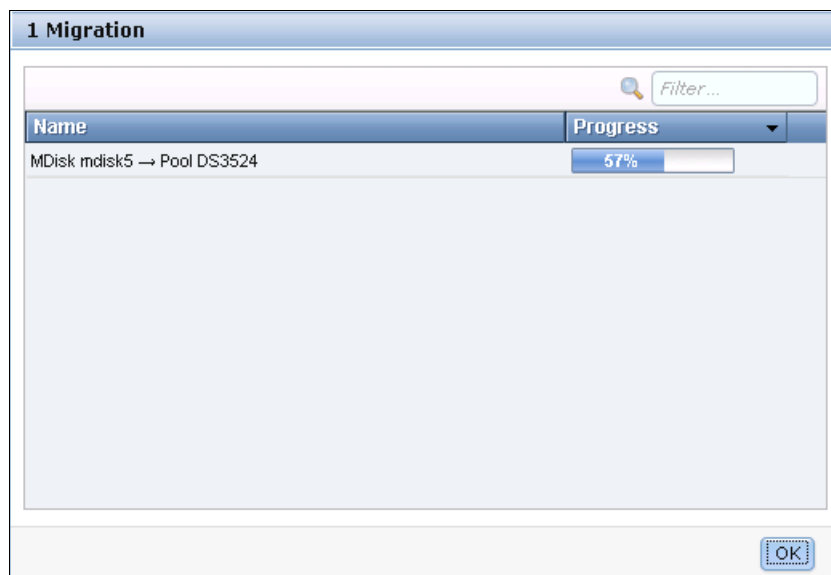 1 Migration
Filter...
Name Progress
MDisk mdisk5 → Pool DS3524 57%
OK